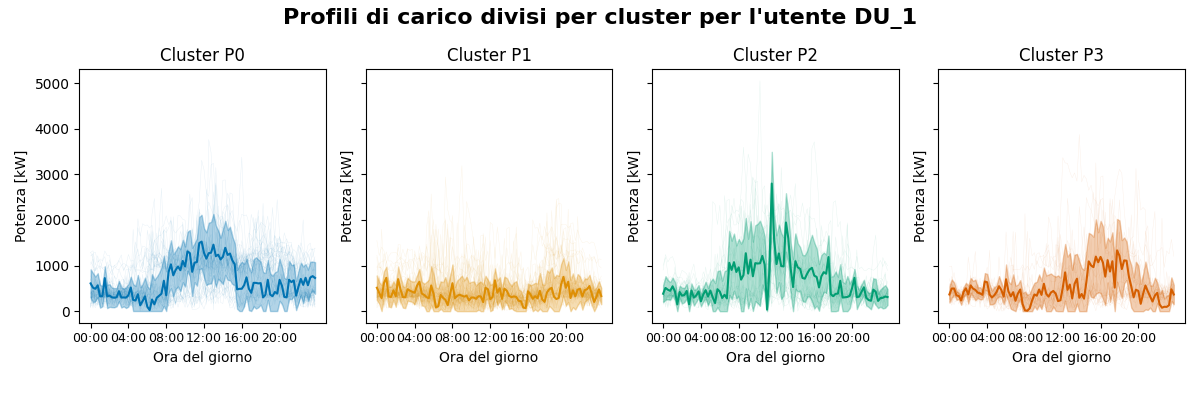 Profili di carico divisi per cluster per l'utente DU_1
Cluster P0
Cluster P1
Cluster P2
Cluster P3
Potenza [kW]
5000
4000
3000
2000
1000
0
00:00 04:00 08:00 12:00 16:00 20:00
Ora del giorno
Potenza [kW]
00:00 04:00 08:00 12:00 16:00 20:00
Ora del giorno
Potenza [kW]
00:00 04:00 08:00 12:00 16:00 20:00
Ora del giorno
Potenza [kW]
00:00 04:00 08:00 12:00 16:00 20:00
Ora del giorno